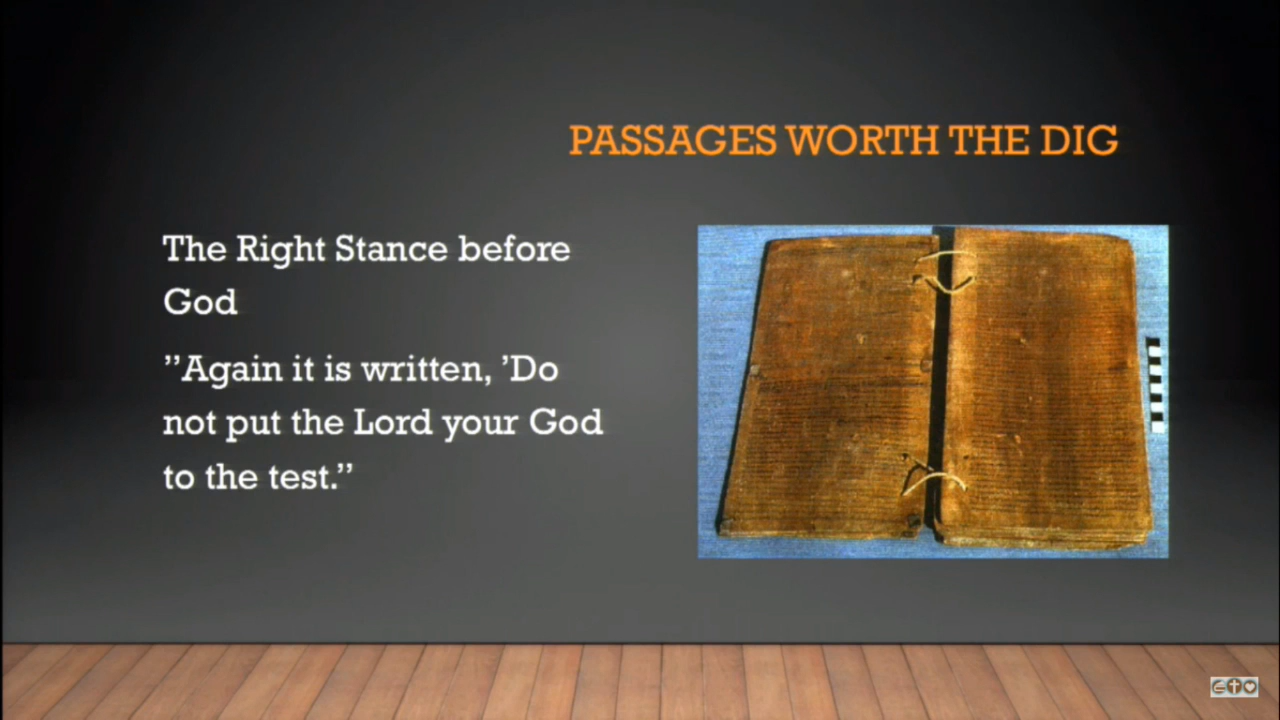 PASSAGES WORTH THE DIG
The Right Stance before
God
”Again it is written, ’Do
not put the Lord your God
to the test.”